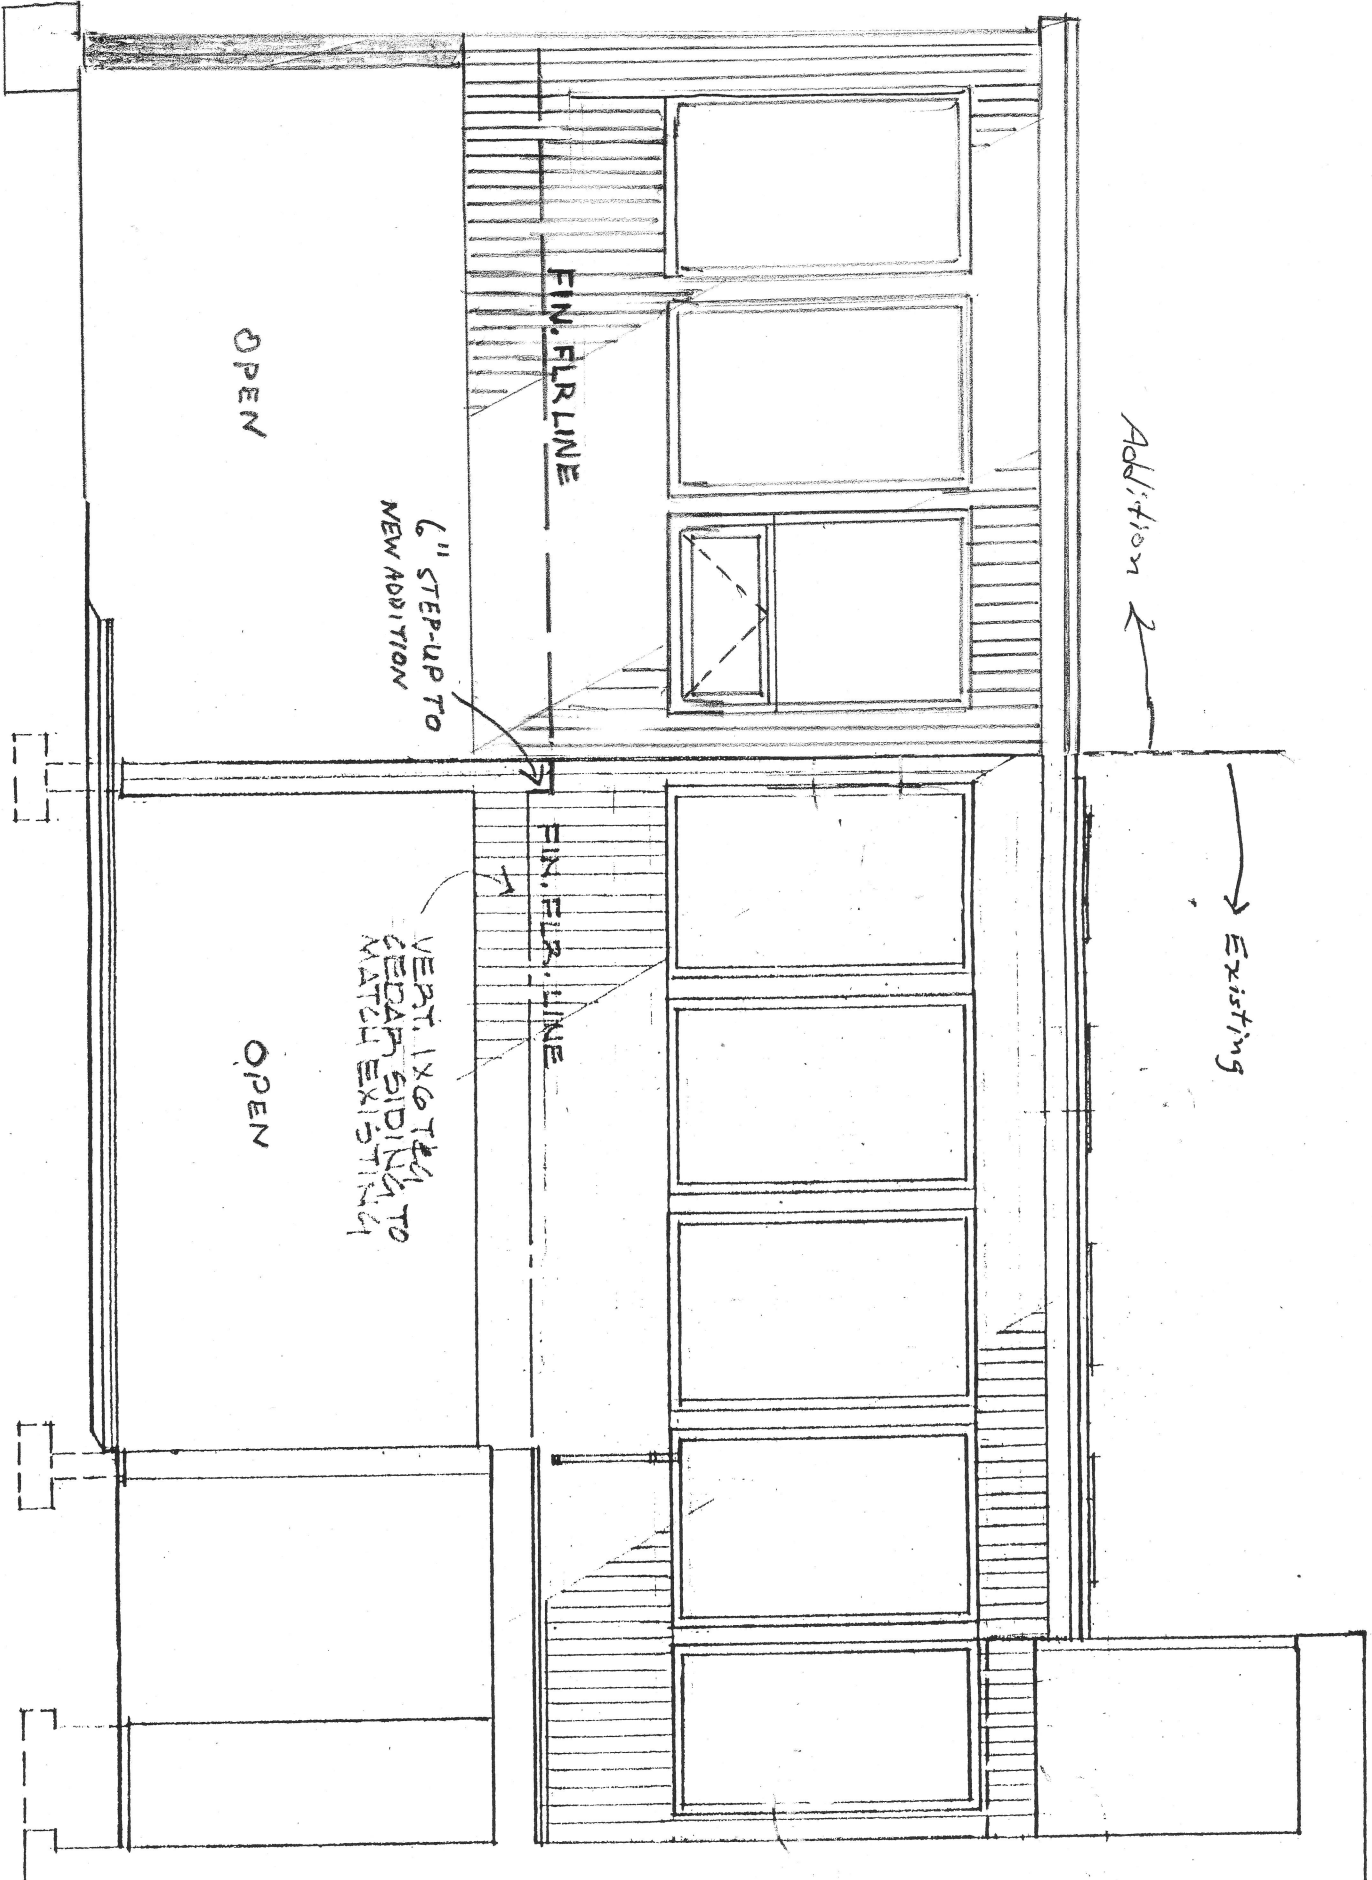 Addition
Existing
FIN. FLR LINE
FIN. FLR. LINE
6" STEP-UP TO
NEW ADDITION
VERT. 1X6 T&G
CEDAR SIDING TO
MATCH EXISTING
OPEN
OPEN